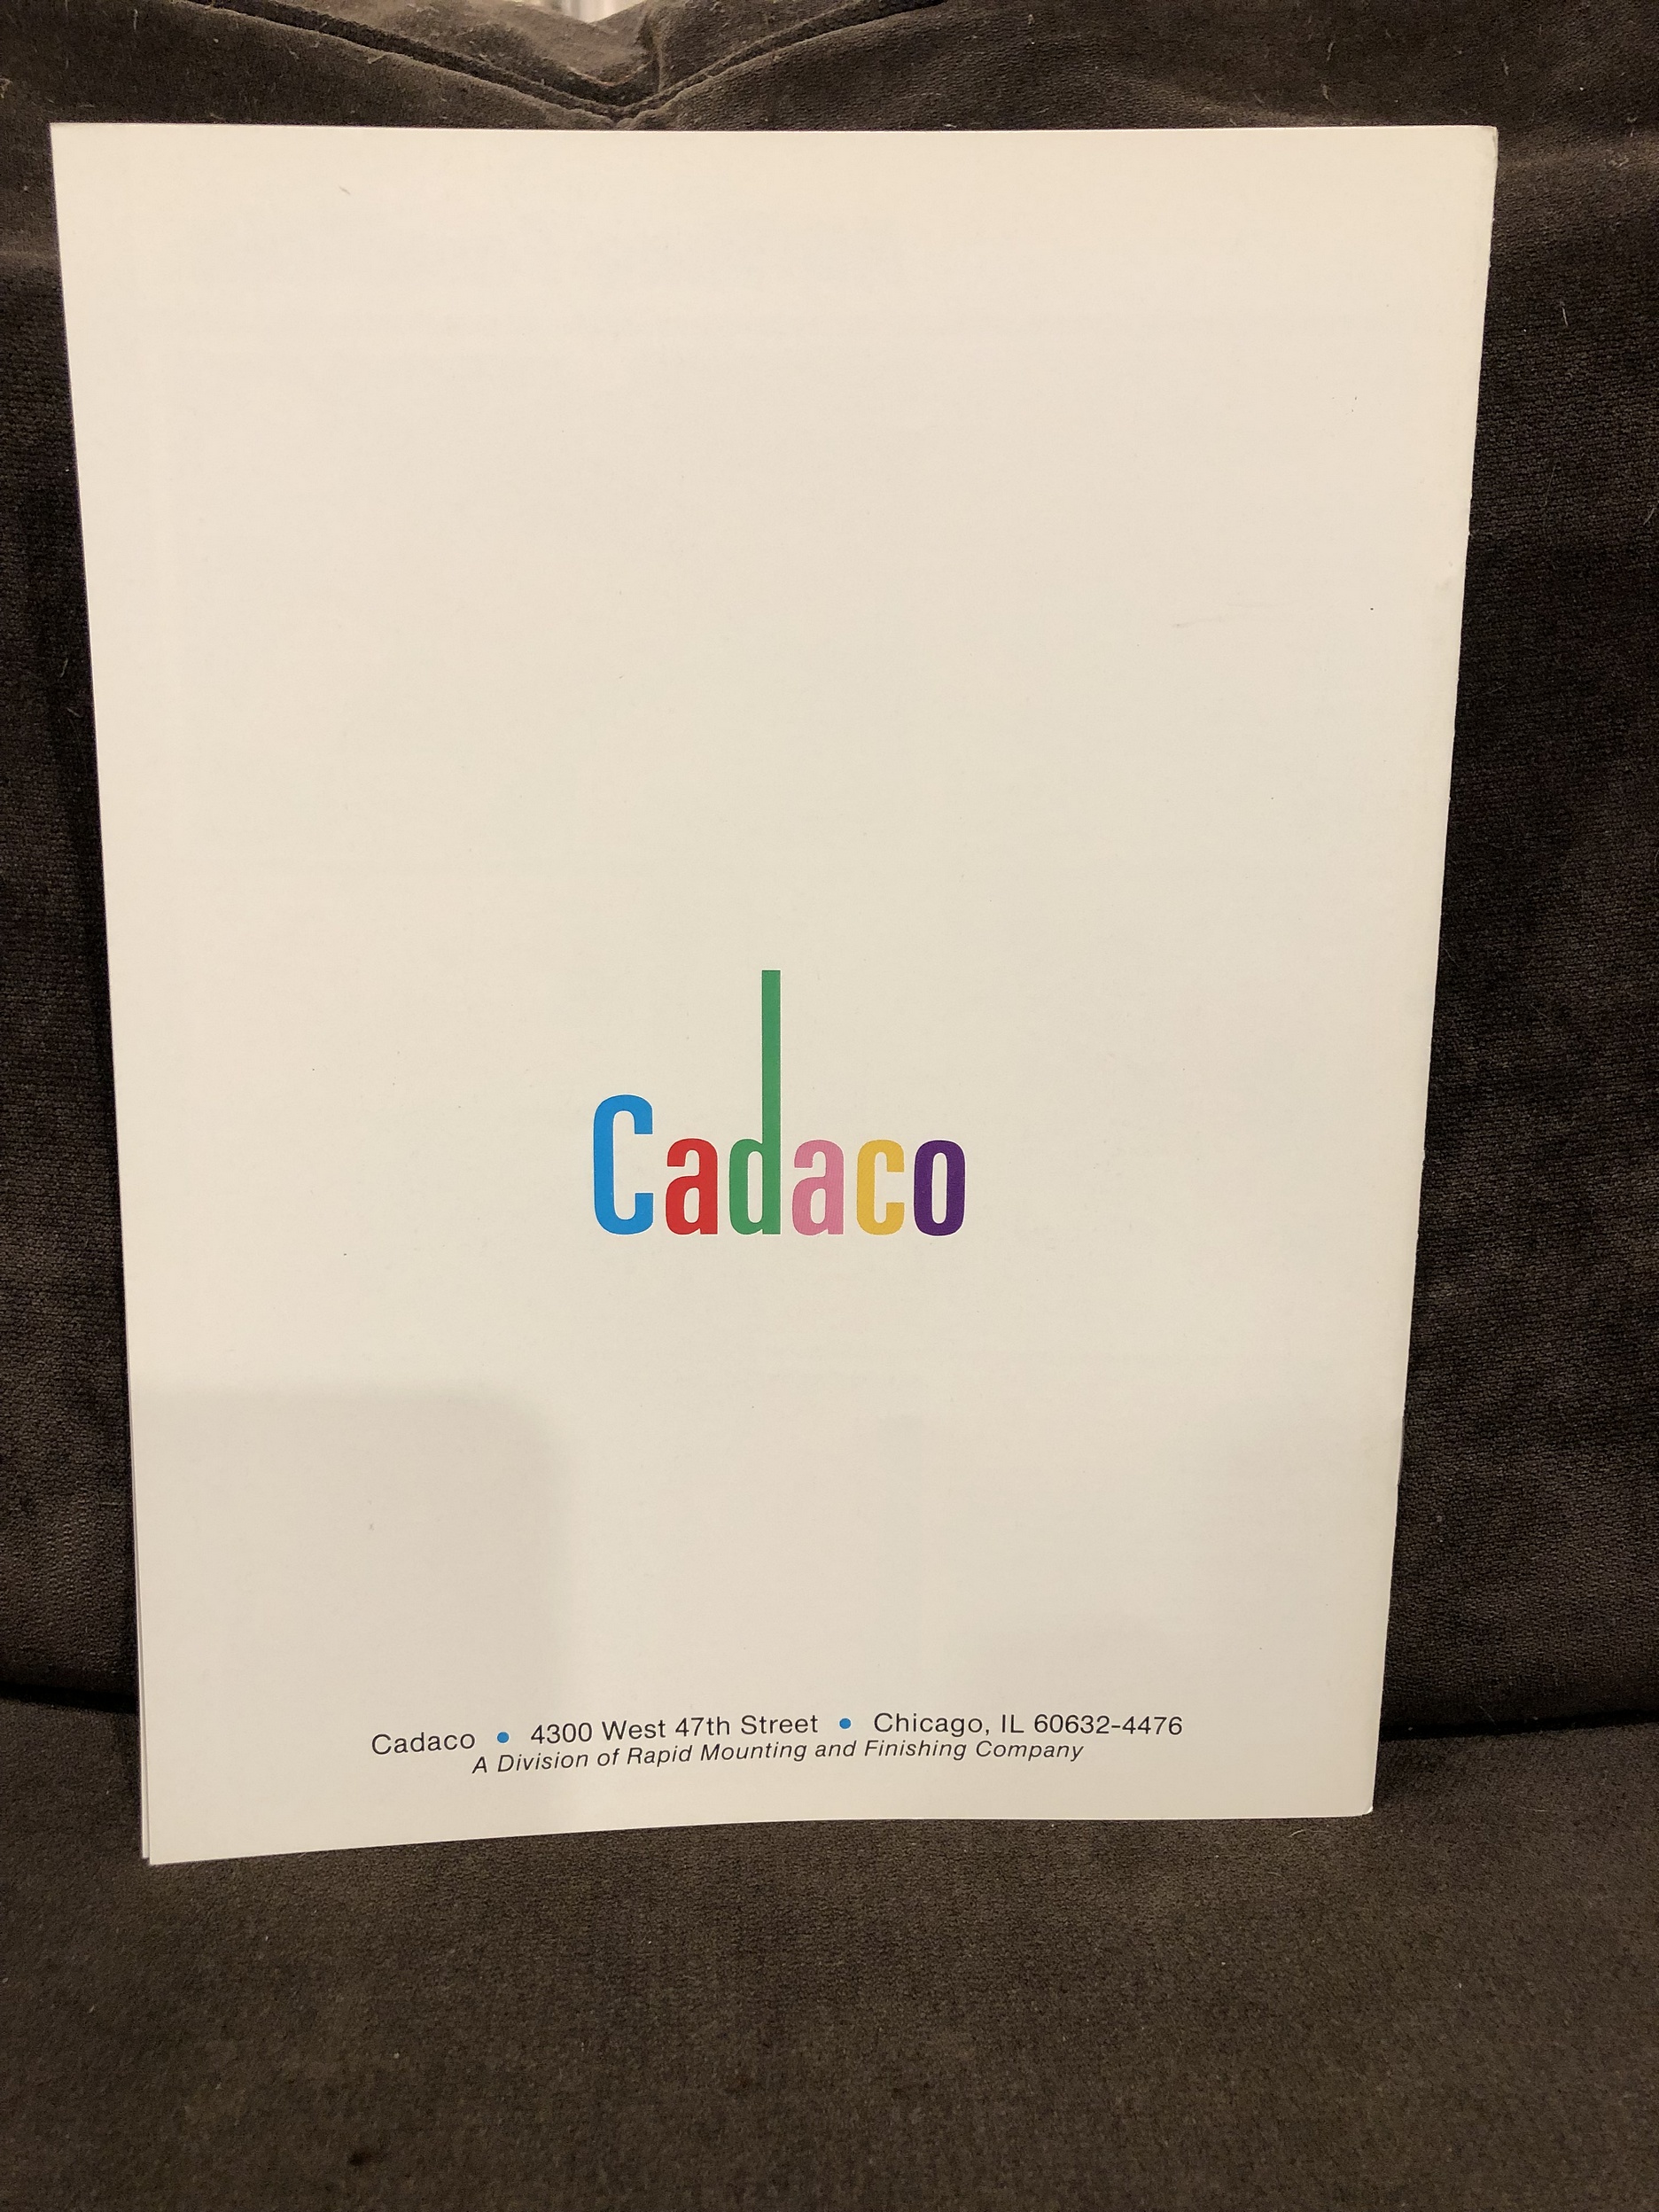 Cadaco
Cadaco • 4300 West 47th Street • Chicago, IL 60632-4476
A Division of Rapid Mounting and Finishing Company